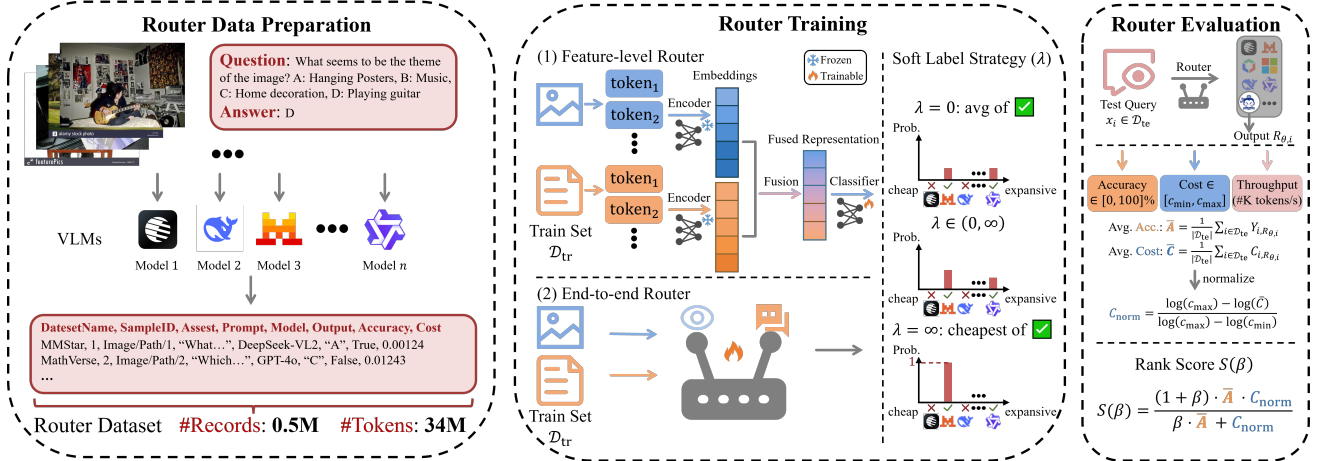 Router Data Preparation
Question: What seems to be the theme
of the image? A: Hanging Posters, B: Music,
C: Home decoration, D: Playing guitar
Answer: D
alamy stock photo
featurePics
•••
VLMs
Model 1
Model 2
Model 3
•••
Model n
DatesetName, SampleID, Assest, Prompt, Model, Output, Accuracy, Cost
MMStar, 1, Image/Path/1, “What…”, DeepSeek-VL2, “A”, True, 0.00124
MathVerse, 2, Image/Path/2, “Which…”, GPT-4o, “C”, False, 0.01243
…
Router Dataset #Records: 0.5M #Tokens: 34M
Router Training
(1) Feature-level Router
Frozen
Trainable
token₁
token₂
Encoder
Embeddings
Train Set
𝒟tr
token₁
token₂
Encoder
Fusion
Fused Representation
Classifier
(2) End-to-end Router
Train Set
𝒟tr
Soft Label Strategy (λ)
λ = 0: avg of ✅
Prob.
cheap ✕ ✓ ✕ ••• ✓ expansive
λ ∈ (0, ∞)
Prob.
cheap ✕ ✓ ✕ ••• ✓ expansive
λ = ∞: cheapest of ✅
Prob.
1
cheap ✕ ✓ ✕ ••• ✓ expansive
Router Evaluation
Test Query
xᵢ ∈ 𝒟te
Router
Output Rθ,i
Accuracy
∈ [0, 100]%
Cost ∈
[cmin, cmax]
Throughput
(#K tokens/s)
Avg. Acc.: A̅ = 1/|𝒟te| ∑i∈𝒟te Yi,Rθ,i
Avg. Cost: C̅ = 1/|𝒟te| ∑i∈𝒟te Ci,Rθ,i
normalize
Cnorm = (log(cmax) − log(C̅)) / (log(cmax) − log(cmin))
Rank Score S(β)
S(β) = ((1 + β) · A̅ · Cnorm) / (β · A̅ + Cnorm)